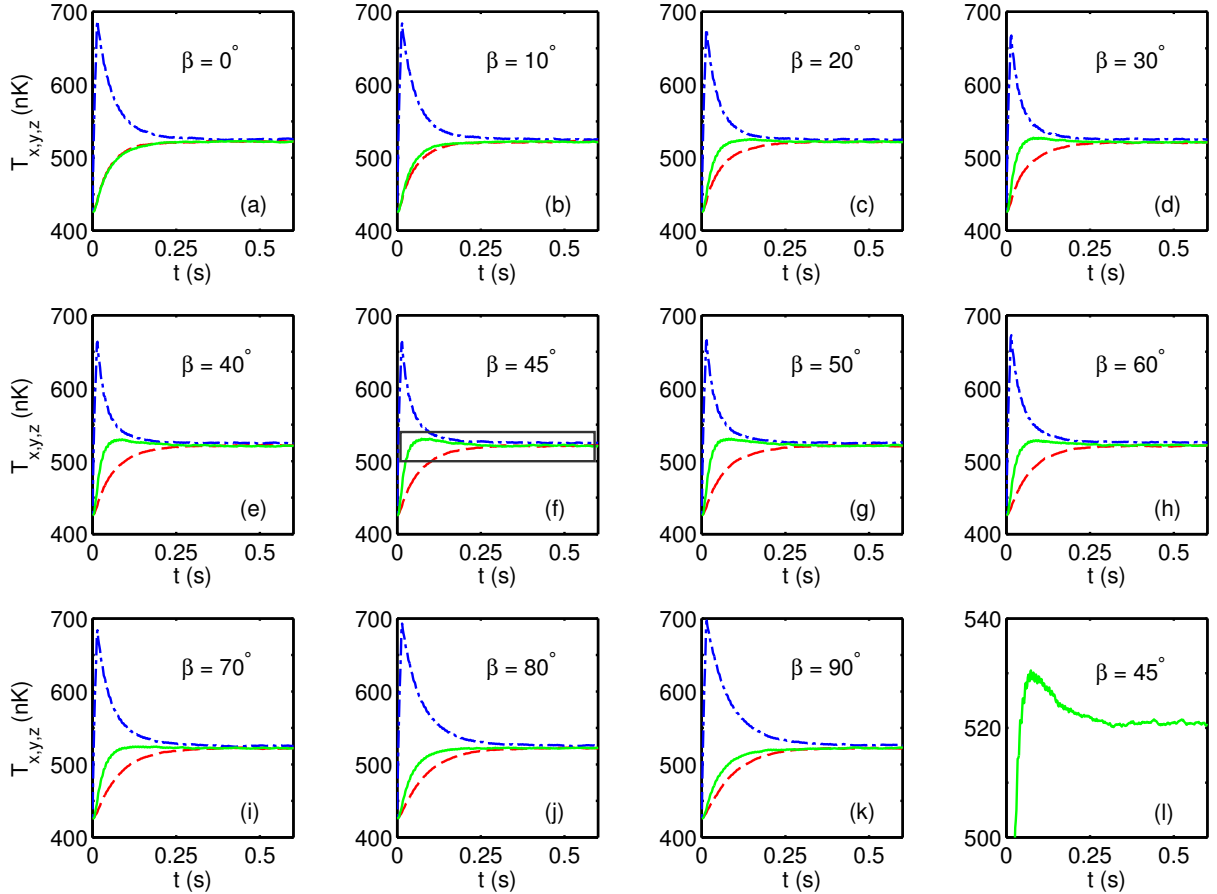 700
600
500
400
T x,y,z (nK)
β = 0°
(a)
0 0.25 0.5
t (s)
β = 10°
(b)
700
600
500
400
0 0.25 0.5
t (s)
β = 20°
(c)
700
600
500
400
0 0.25 0.5
t (s)
β = 30°
(d)
700
600
500
400
0 0.25 0.5
t (s)
700
600
500
400
T x,y,z (nK)
β = 40°
(e)
0 0.25 0.5
t (s)
700
600
500
400
β = 45°
(f)
0 0.25 0.5
t (s)
700
600
500
400
β = 50°
(g)
0 0.25 0.5
t (s)
700
600
500
400
β = 60°
(h)
0 0.25 0.5
t (s)
700
600
500
400
T x,y,z (nK)
β = 70°
(i)
0 0.25 0.5
t (s)
700
600
500
400
β = 80°
(j)
0 0.25 0.5
t (s)
700
600
500
400
β = 90°
(k)
0 0.25 0.5
t (s)
540
520
500
β = 45°
(l)
0 0.25 0.5
t (s)